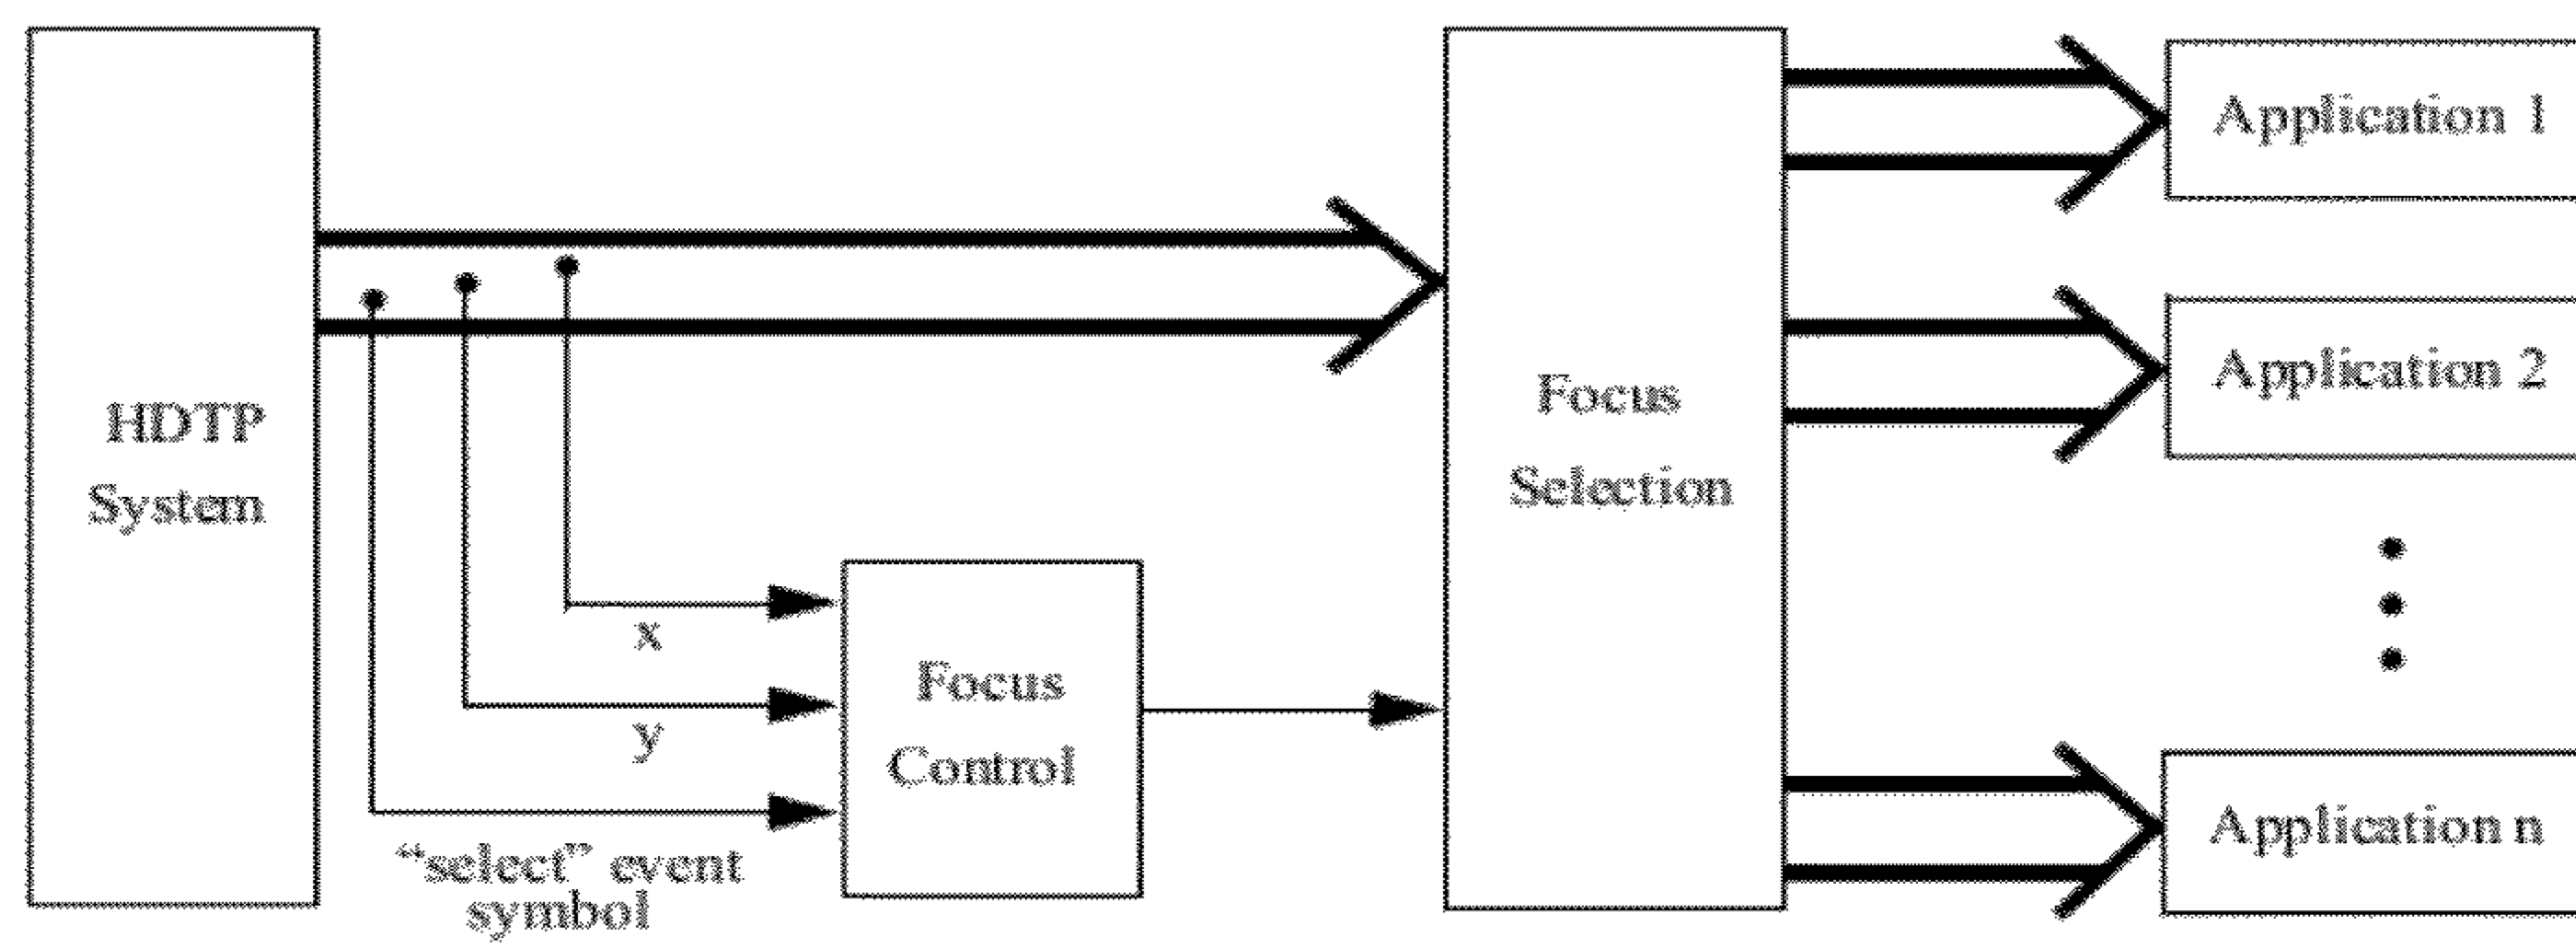 HDTP
System
x
y
“select” event
symbol
Focus
Control
Focus
Selection
Application 1
Application 2
Application n